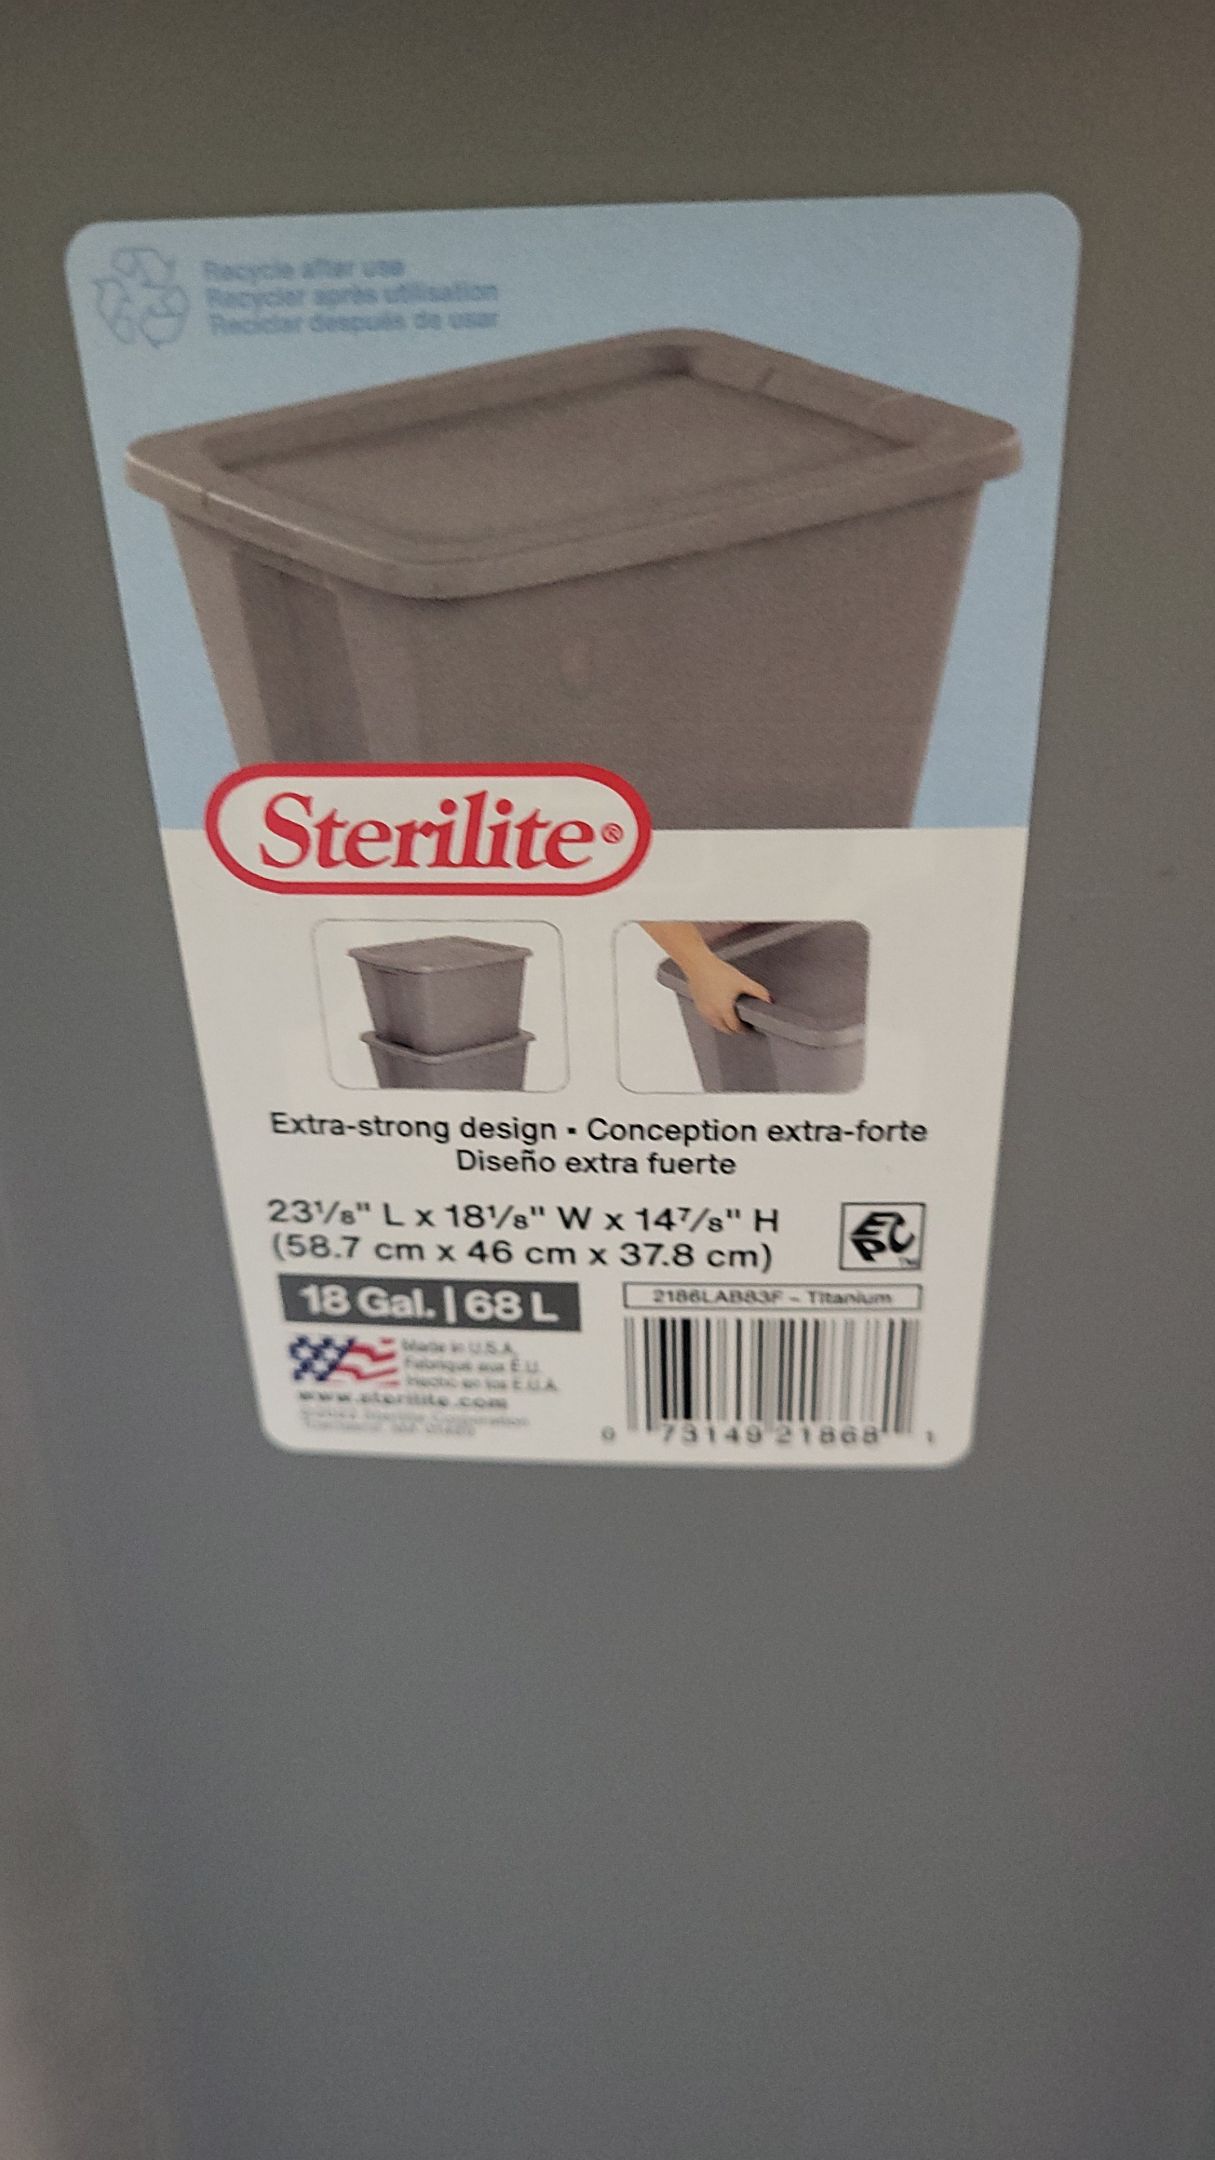 Recycle after use
Recycler après utilisation
Reciclar después de usar
Sterilite®
Extra-strong design ▪ Conception extra-forte
Diseño extra fuerte
23⅛" L x 18⅛" W x 14⅞" H
(58.7 cm x 46 cm x 37.8 cm)
18 Gal. | 68 L
2186LAB83F – Titanium
Made in U.S.A.
Fabriqué aux É.U.
Hecho en los E.U.A.
www.sterilite.com
0 73149 21868 1